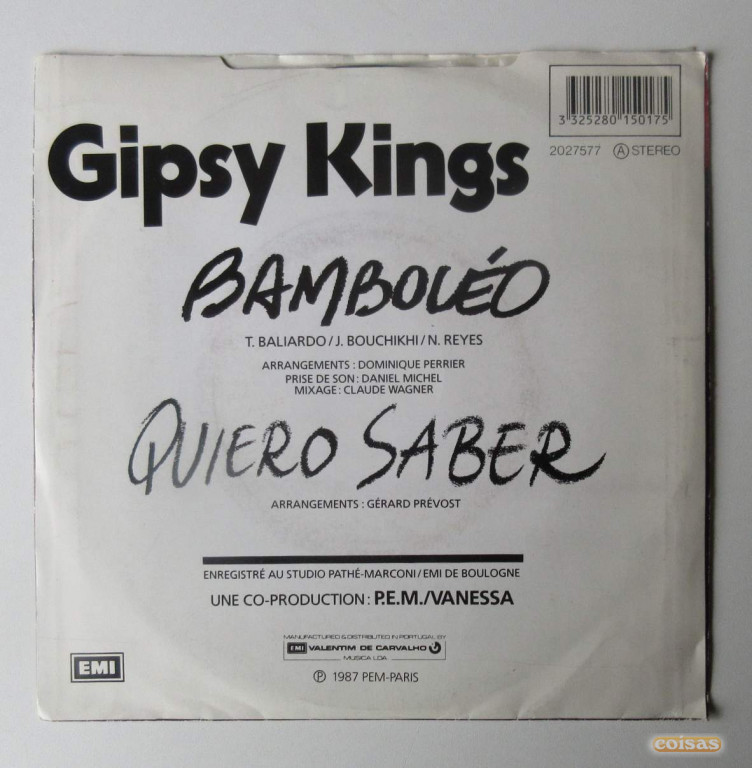 3 325280 150175
2027577 Ⓐ STEREO
Gipsy Kings
BAMBOLÉO
T. BALIARDO / J. BOUCHIKHI / N. REYES
ARRANGEMENTS : DOMINIQUE PERRIER
PRISE DE SON : DANIEL MICHEL
MIXAGE : CLAUDE WAGNER
QUIERO SABER
ARRANGEMENTS : GÉRARD PRÉVOST
ENREGISTRÉ AU STUDIO PATHÉ-MARCONI / EMI DE BOULOGNE
UNE CO-PRODUCTION : P.E.M./VANESSA
MANUFACTURED & DISTRIBUTED IN PORTUGAL BY
EMI VALENTIM DE CARVALHO
MÚSICA LDA
EMI
℗ 1987 PEM-PARIS
coisas